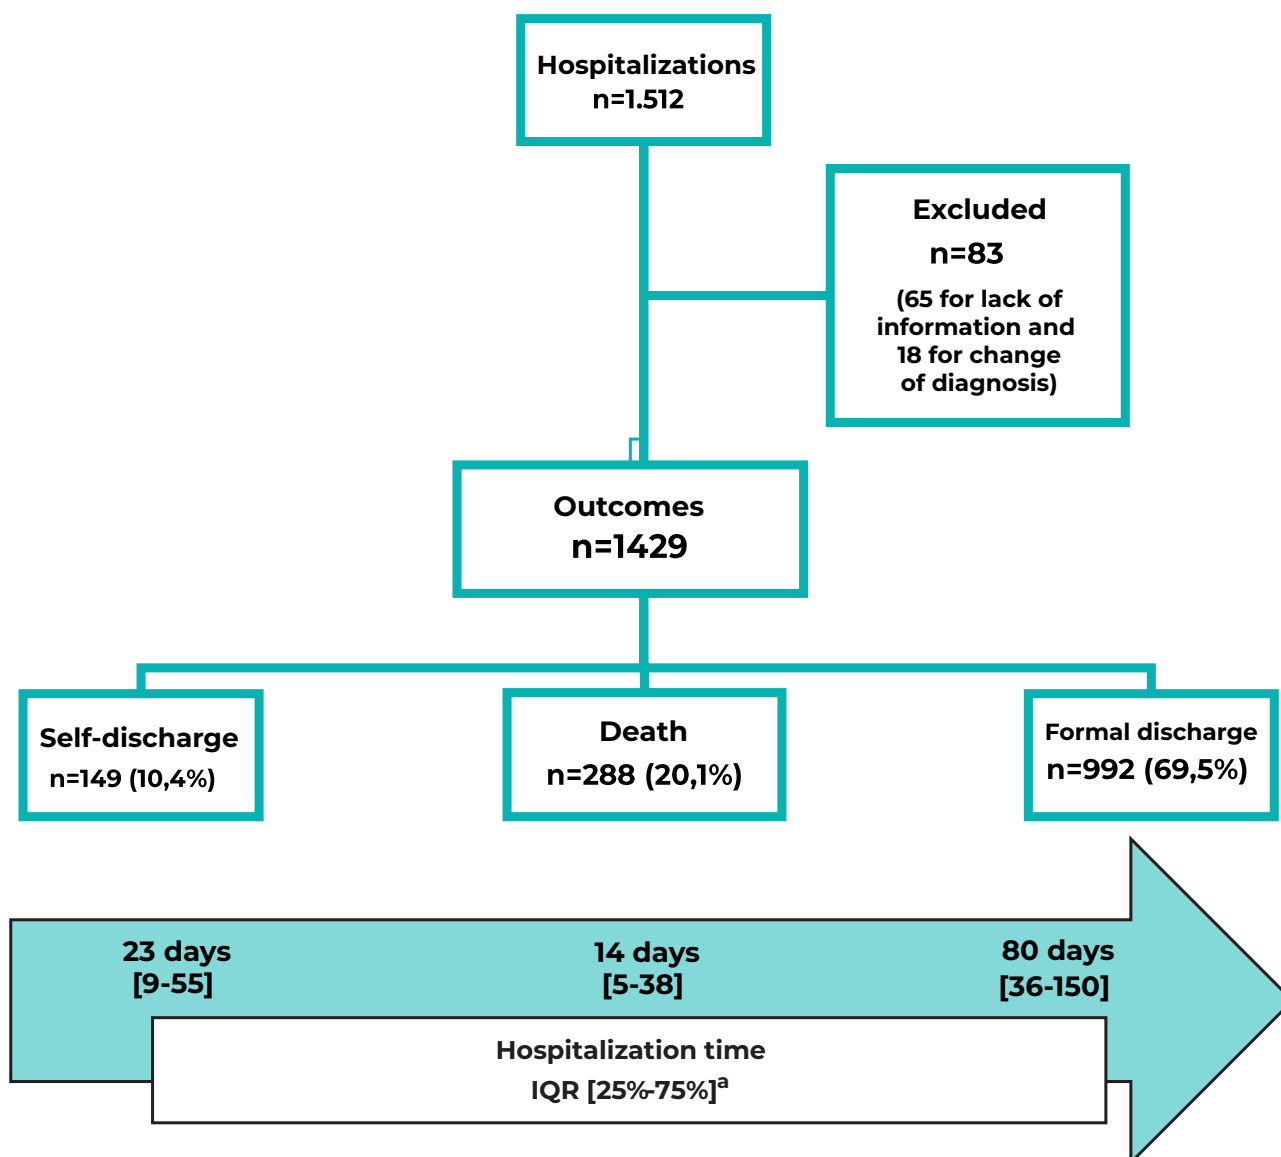 Hospitalizations
n=1.512
Excluded
n=83
(65 for lack of
information and
18 for change
of diagnosis)
Outcomes
n=1429
Self-discharge
n=149 (10,4%)
Death
n=288 (20,1%)
Formal discharge
n=992 (69,5%)
23 days
[9-55]
14 days
[5-38]
80 days
[36-150]
Hospitalization time
IQR [25%-75%]ª